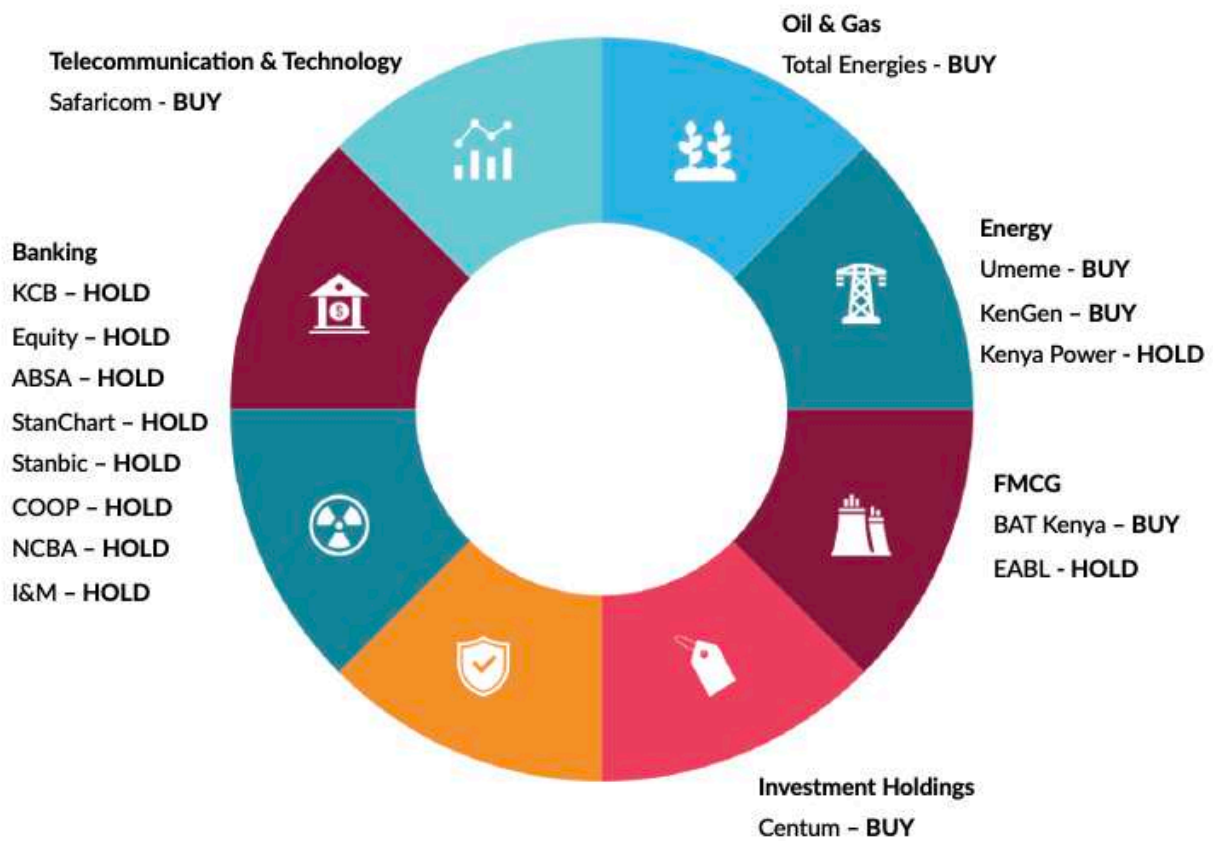 Oil & Gas
Total Energies - BUY
Telecommunication & Technology
Safaricom - BUY
Energy
Umeme - BUY
KenGen – BUY
Kenya Power - HOLD
Banking
KCB – HOLD
Equity – HOLD
ABSA – HOLD
StanChart – HOLD
Stanbic – HOLD
COOP – HOLD
NCBA – HOLD
I&M – HOLD
FMCG
BAT Kenya – BUY
EABL - HOLD
Investment Holdings
Centum – BUY